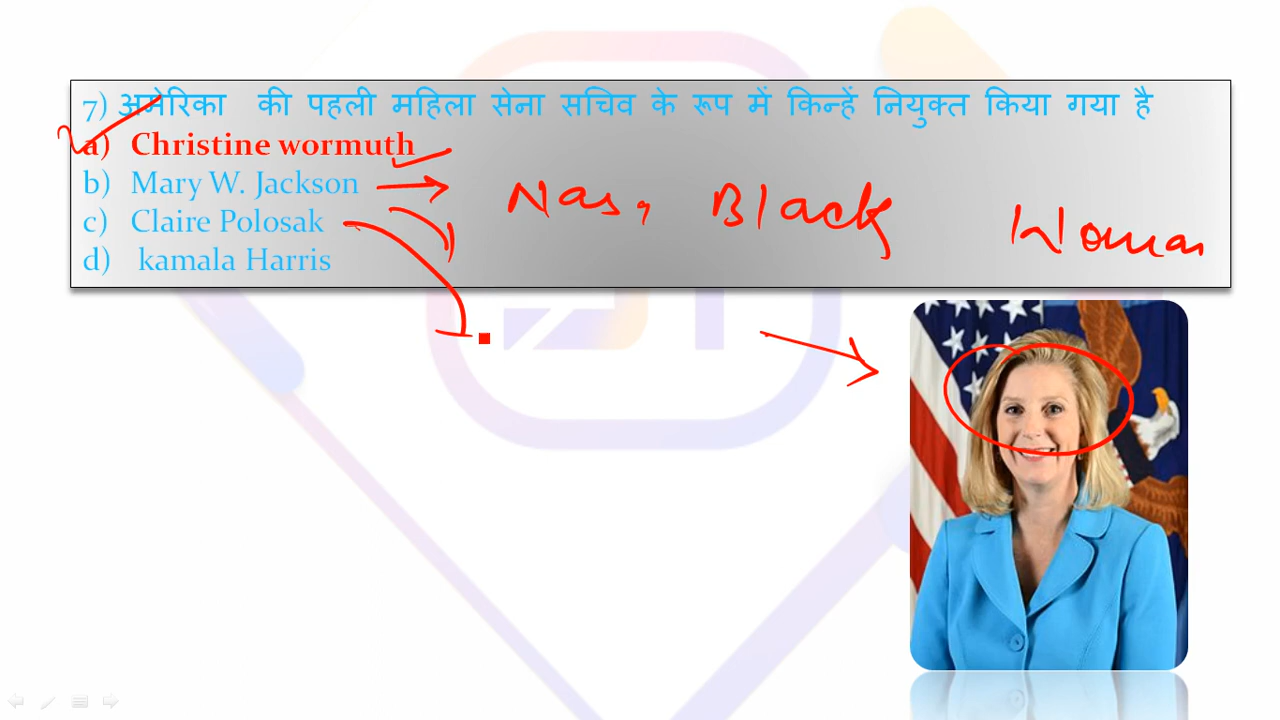 7) अमेरिका की पहली महिला सेना सचिव के रूप में किन्हें नियुक्त किया गया है
a) Christine wormuth
b) Mary W. Jackson
Nas, Black Woman
c) Claire Polosak
d) kamala Harris